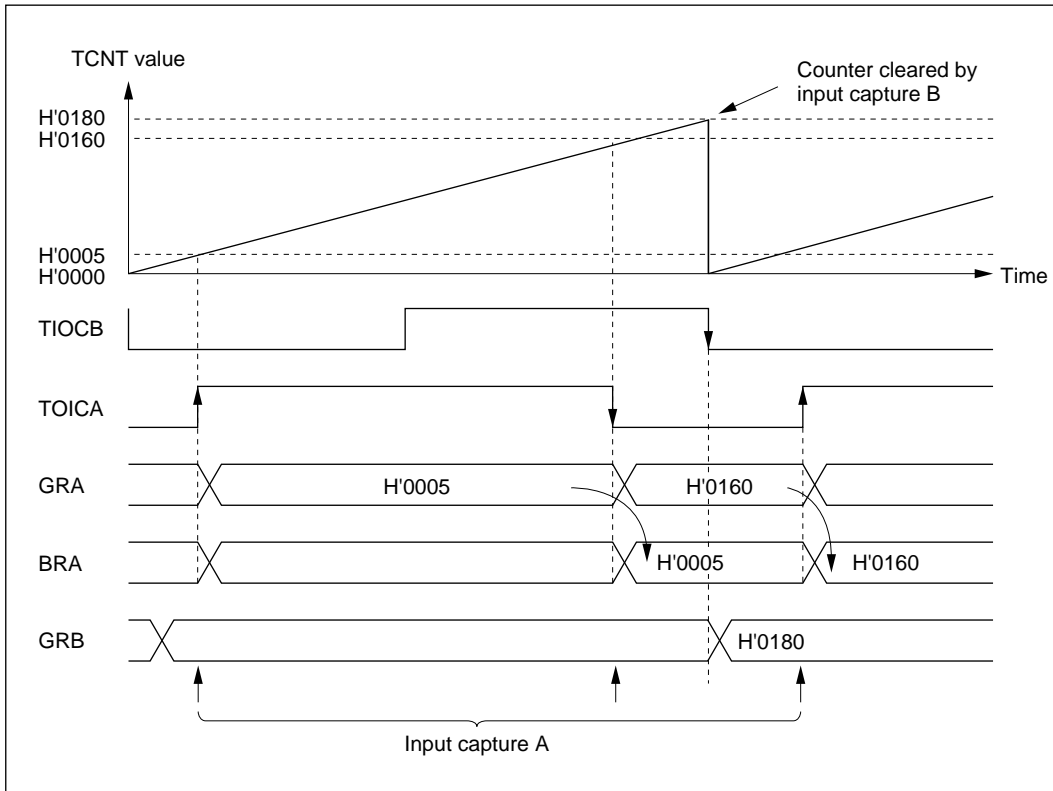 TCNT value
Counter cleared by
input capture B
H'0180
H'0160
H'0005
H'0000
Time
TIOCB
TOICA
GRA
H'0005
H'0160
BRA
H'0005
H'0160
GRB
H'0180
Input capture A